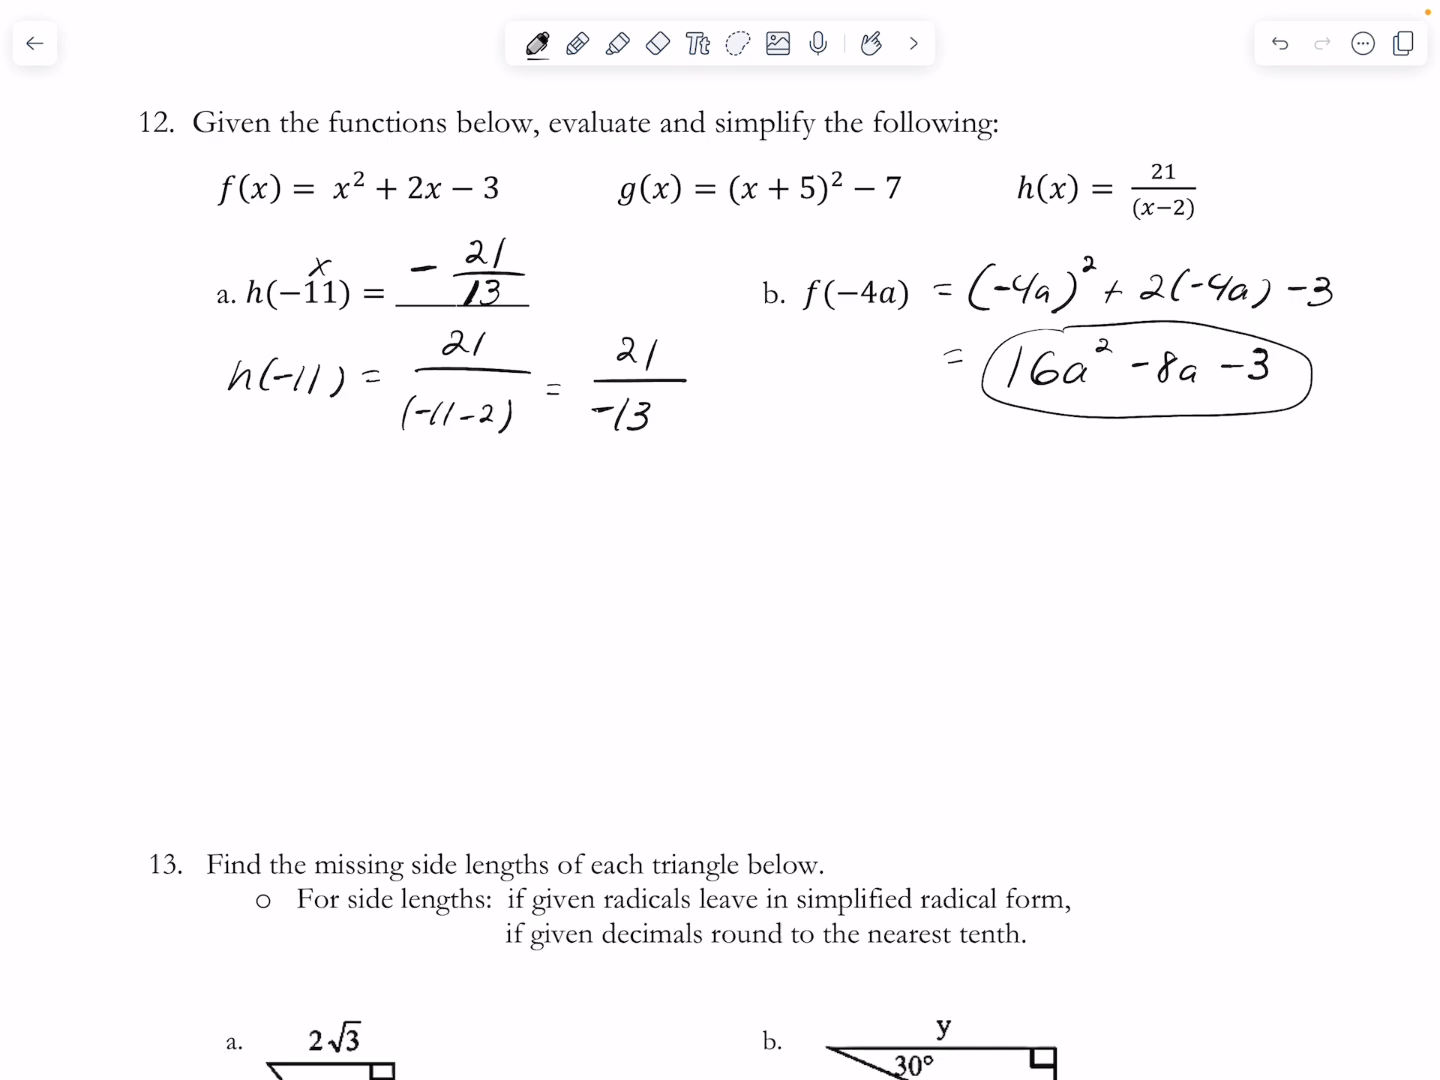 Tt
12. Given the functions below, evaluate and simplify the following:
f(x) = x² + 2x − 3 g(x) = (x + 5)² − 7 h(x) = 21/(x−2)
x
a. h(−11) = − 21/13 b. f(−4a) = (-4a)² + 2(-4a) -3
h(-11) = 21/(-11-2) = 21/-13 = 16a² -8a -3
13. Find the missing side lengths of each triangle below.
o For side lengths: if given radicals leave in simplified radical form,
if given decimals round to the nearest tenth.
a. 2√3 b. y
30°